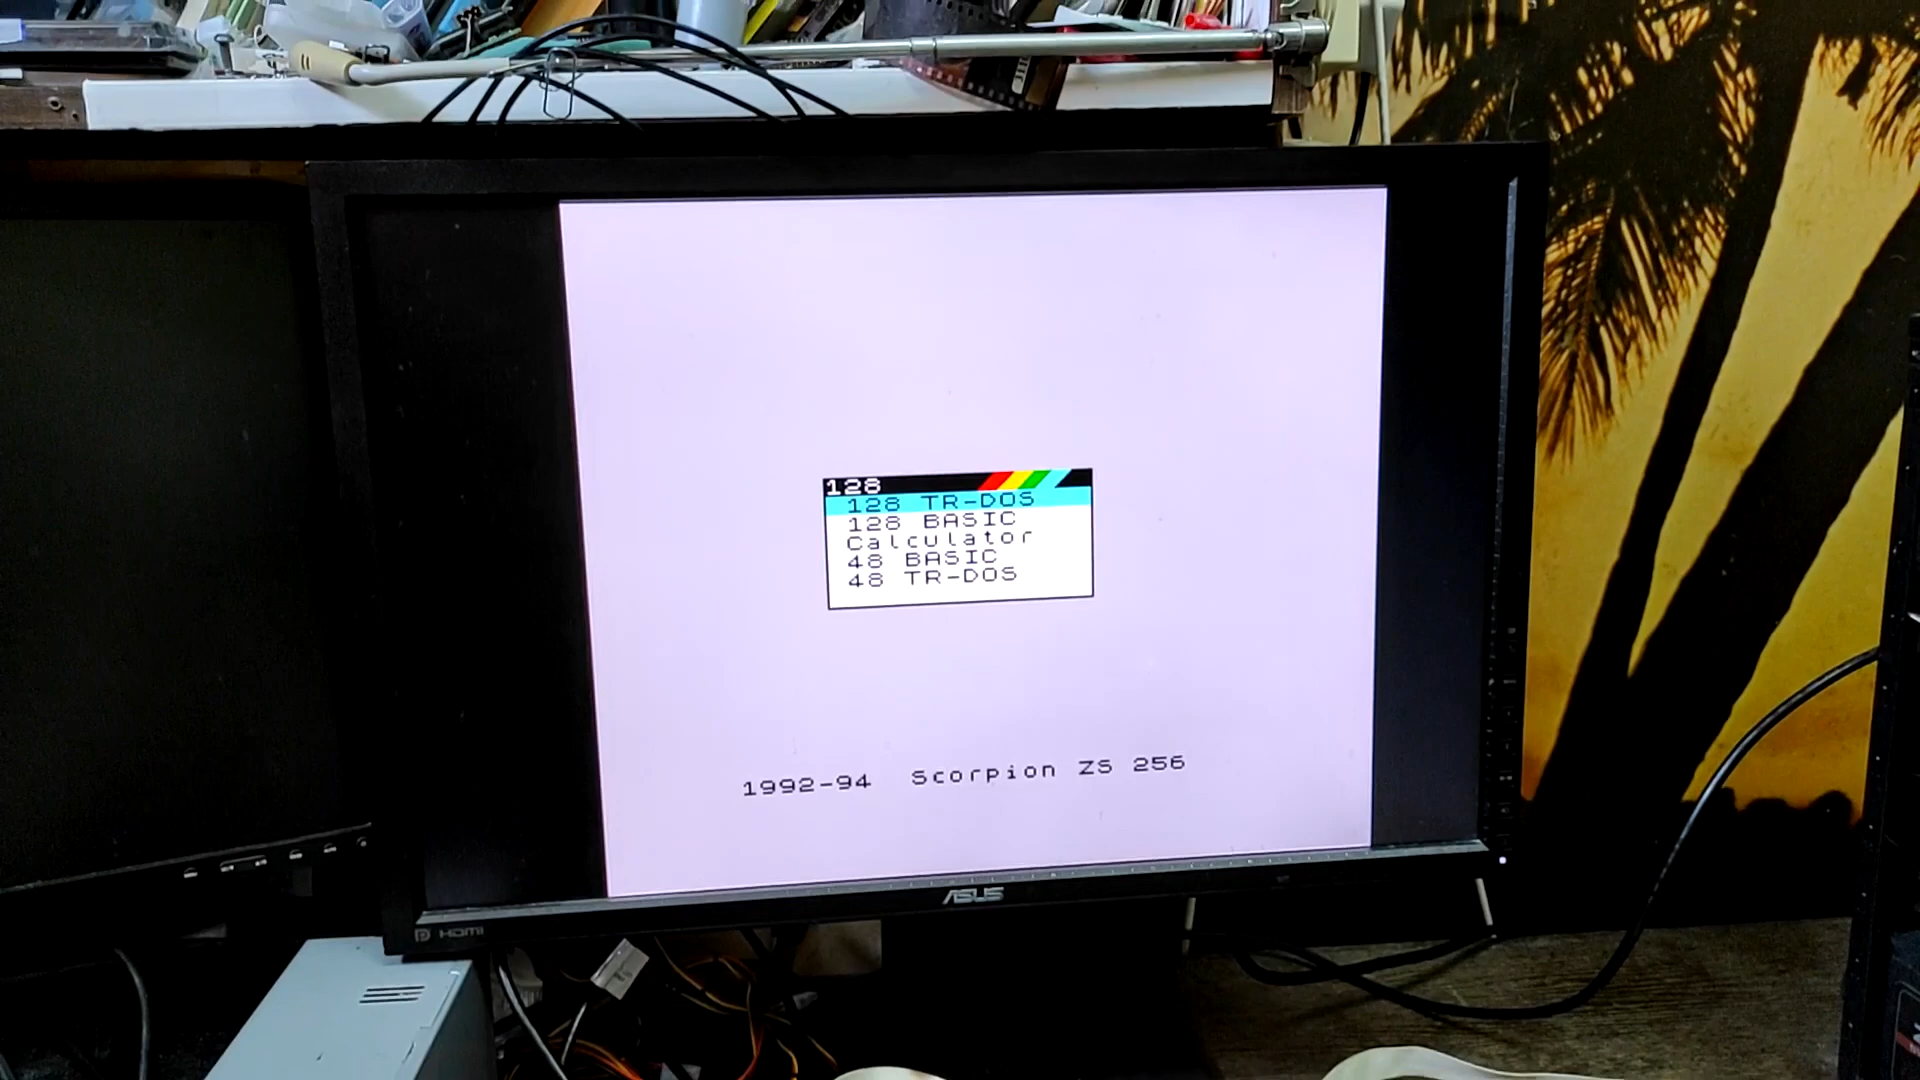 128
128 TR-DOS
128 BASIC
Calculator
48 BASIC
48 TR-DOS
1992-94 Scorpion ZS 256
ASUS
HDMI